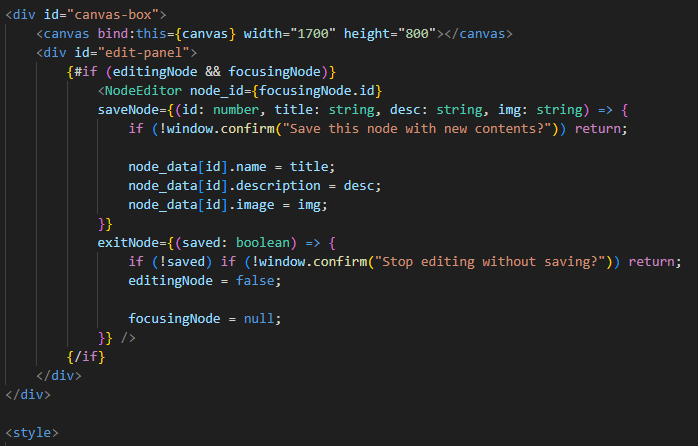 <div id="canvas-box">
    <canvas bind:this={canvas} width="1700" height="800"></canvas>
    <div id="edit-panel">
        {#if (editingNode && focusingNode)}
            <NodeEditor node_id={focusingNode.id}
            saveNode={(id: number, title: string, desc: string, img: string) => {
                if (!window.confirm("Save this node with new contents?")) return;

                node_data[id].name = title;
                node_data[id].description = desc;
                node_data[id].image = img;
            }}
            exitNode={(saved: boolean) => {
                if (!saved) if (!window.confirm("Stop editing without saving?")) return;
                editingNode = false;

                focusingNode = null;
            }} />
        {/if}
    </div>
</div>

<style>